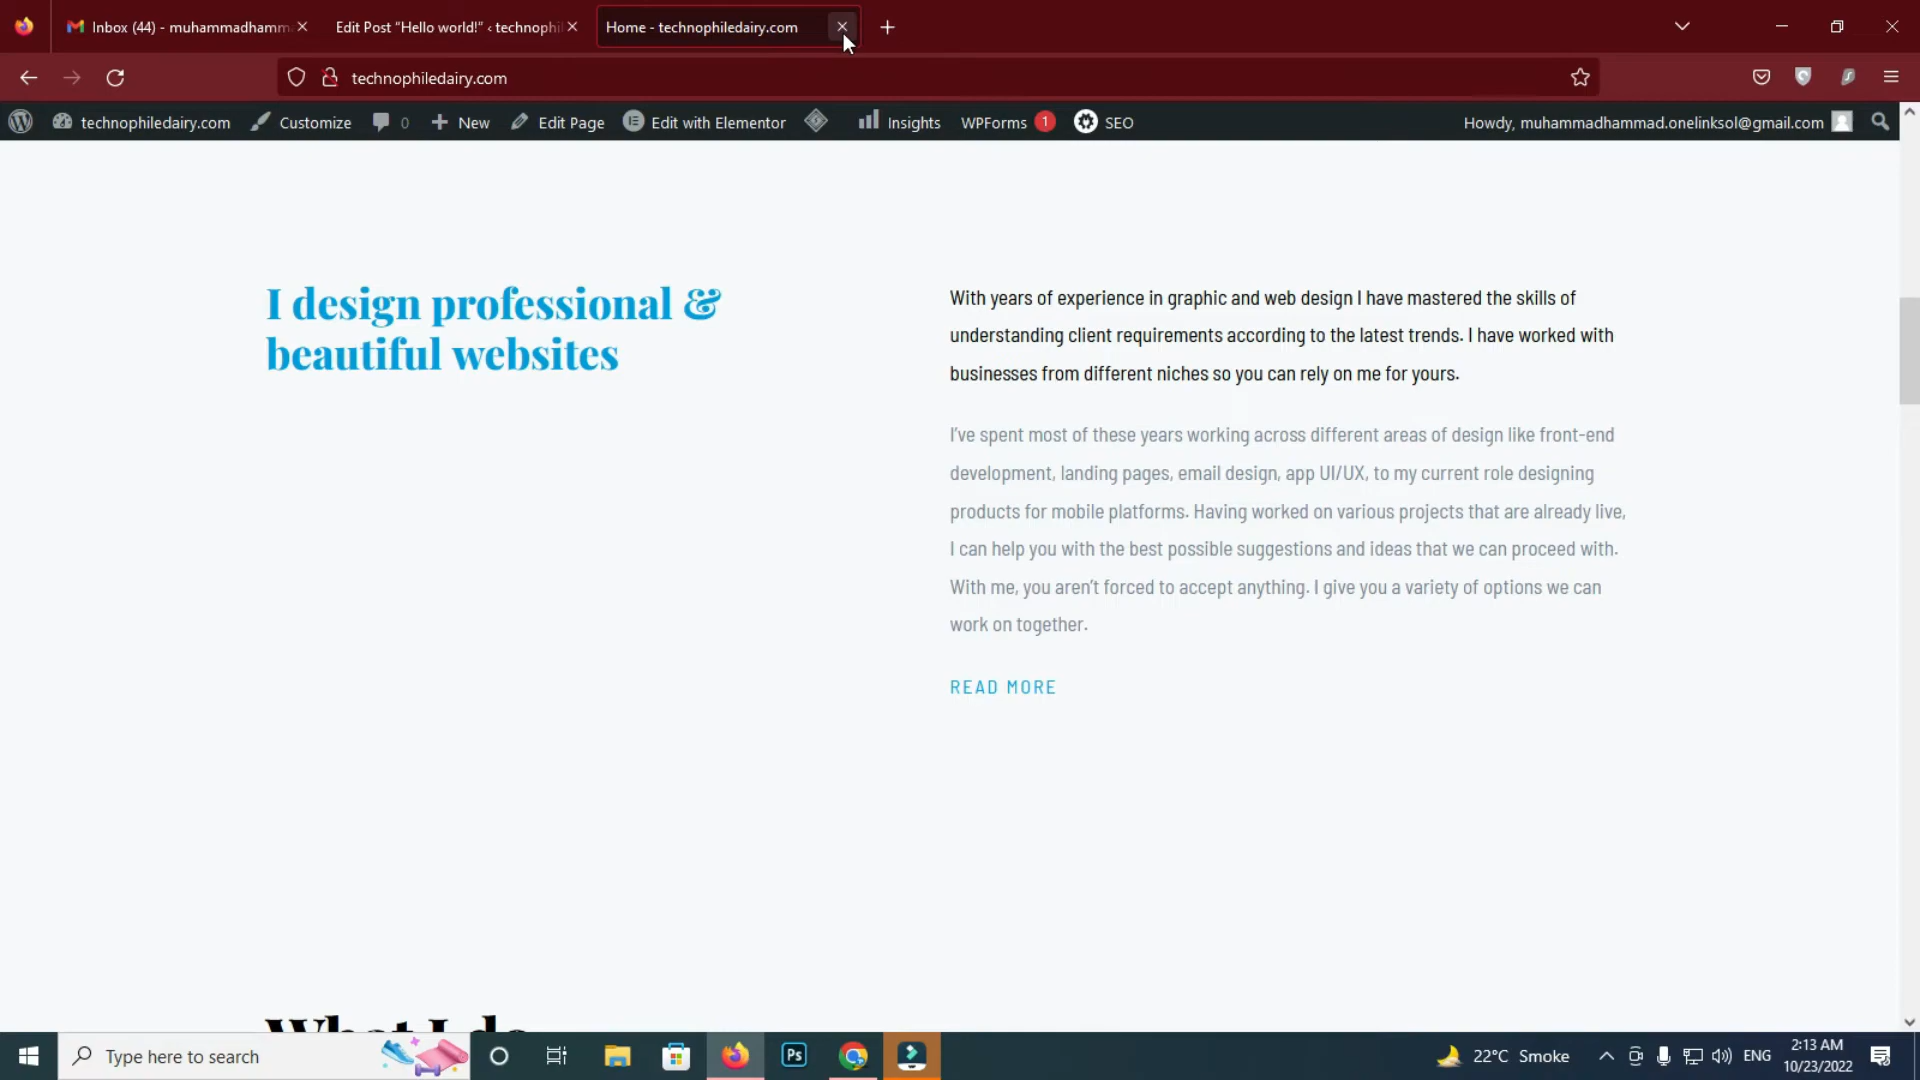 Inbox (44) - muhammadhamm
Edit Post “Hello world!” ‹ technophil
Home - technophiledairy.com
technophiledairy.com
technophiledairy.com
Customize
0
New
Edit Page
Edit with Elementor
Insights
WPForms 1
SEO
Howdy, muhammadhammad.onelinksol@gmail.com
I design professional &
beautiful websites
With years of experience in graphic and web design I have mastered the skills of
understanding client requirements according to the latest trends. I have worked with
businesses from different niches so you can rely on me for yours.
I’ve spent most of these years working across different areas of design like front-end
development, landing pages, email design, app UI/UX, to my current role designing
products for mobile platforms. Having worked on various projects that are already live,
I can help you with the best possible suggestions and ideas that we can proceed with.
With me, you aren’t forced to accept anything. I give you a variety of options we can
work on together.
READ MORE
What I do
Type here to search
Ps
22°C Smoke
ENG
2:13 AM
10/23/2022